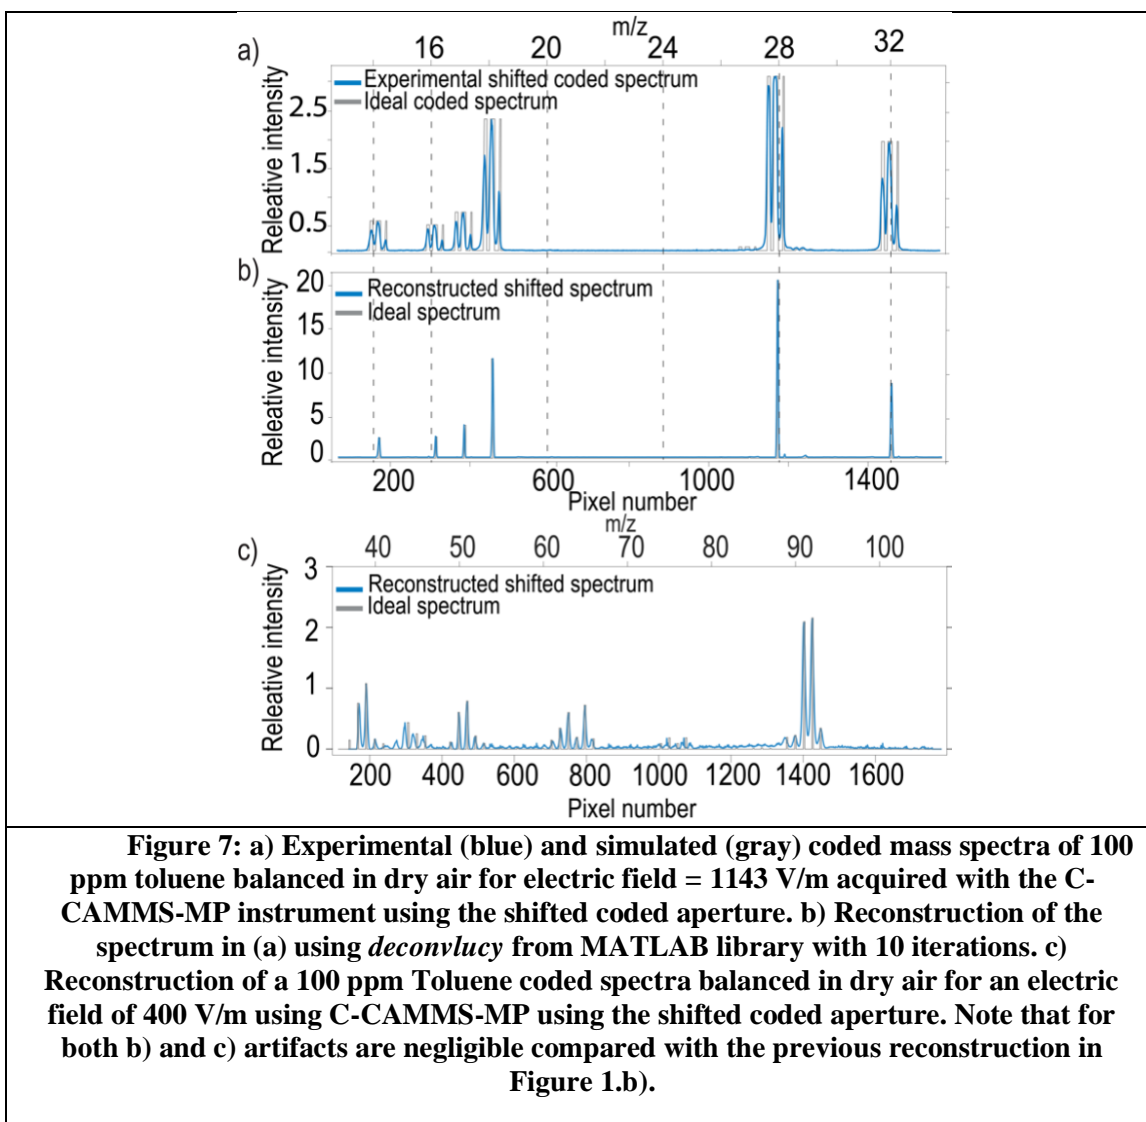 m/z
a)
16 20 24 28 32
Experimental shifted coded spectrum
Ideal coded spectrum
Releative intensity
2.5
1.5
0.5
b)
Reconstructed shifted spectrum
Ideal spectrum
Releative intensity
20
15
10
5
0
200 600 1000 1400
Pixel number
m/z
c)
40 50 60 70 80 90 100
Reconstructed shifted spectrum
Ideal spectrum
Releative intensity
3
2
1
0
200 400 600 800 1000 1200 1400 1600
Pixel number
Figure 7: a) Experimental (blue) and simulated (gray) coded mass spectra of 100
ppm toluene balanced in dry air for electric field = 1143 V/m acquired with the C-
CAMMS-MP instrument using the shifted coded aperture. b) Reconstruction of the
spectrum in (a) using deconvlucy from MATLAB library with 10 iterations. c)
Reconstruction of a 100 ppm Toluene coded spectra balanced in dry air for an electric
field of 400 V/m using C-CAMMS-MP using the shifted coded aperture. Note that for
both b) and c) artifacts are negligible compared with the previous reconstruction in
Figure 1.b).